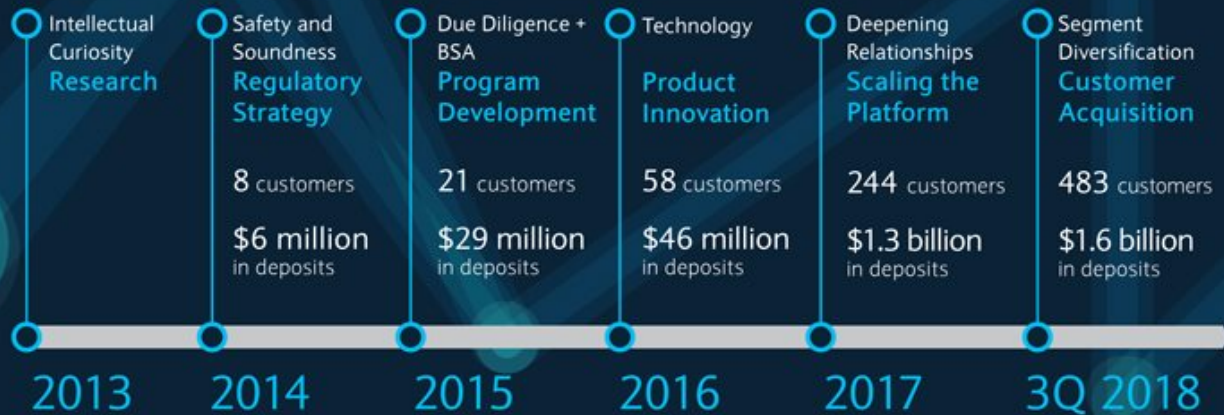 Intellectual
Curiosity
Research
Safety and
Soundness
Regulatory
Strategy
8 customers
$6 million
in deposits
Due Diligence +
BSA
Program
Development
21 customers
$29 million
in deposits
Technology
Product
Innovation
58 customers
$46 million
in deposits
Deepening
Relationships
Scaling the
Platform
244 customers
$1.3 billion
in deposits
Segment
Diversification
Customer
Acquisition
483 customers
$1.6 billion
in deposits
2013
2014
2015
2016
2017
3Q 2018